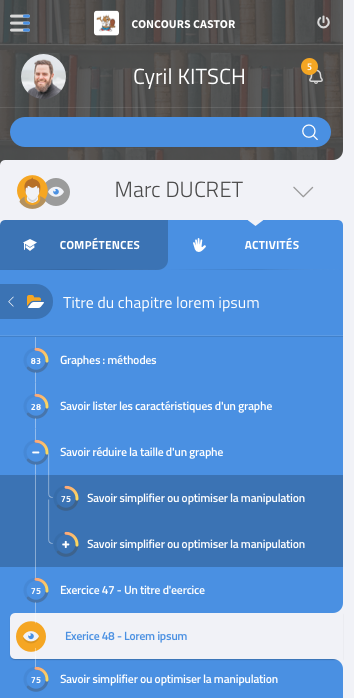 CONCOURS CASTOR
Cyril KITSCH
5
Marc DUCRET
COMPÉTENCES
ACTIVITÉS
Titre du chapitre lorem ipsum
83 Graphes : méthodes
28 Savoir lister les caractéristiques d'un graphe
Savoir réduire la taille d'un graphe
75 Savoir simplifier ou optimiser la manipulation
Savoir simplifier ou optimiser la manipulation
75 Exercice 47 - Un titre d'eercice
Exerice 48 - Lorem ipsum
75 Savoir simplifier ou optimiser la manipulation